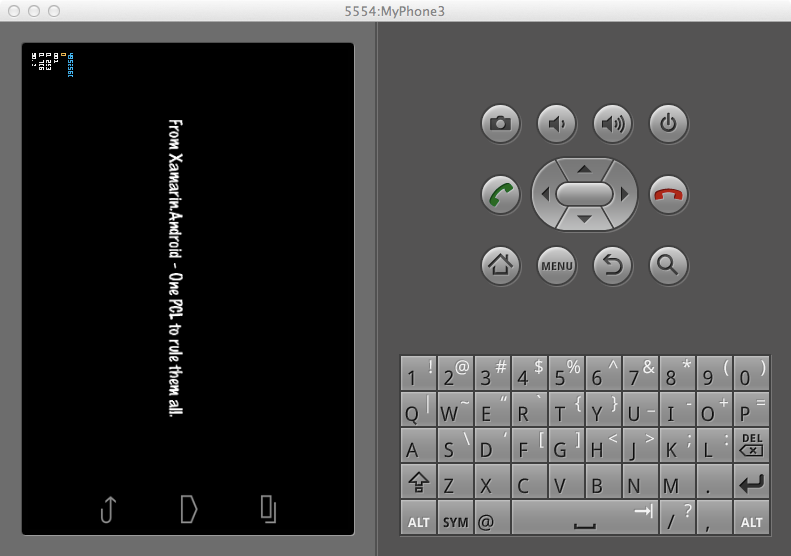 5554:MyPhone3
From Xamarin.Android - One PCL to rule them all.
MENU
1 ! 2 @ 3 # 4 $ 5 % 6 ^ 7 & 8 * 9 ( 0 )
Q | W ~ E “ R ` T { Y } U _ I - O + P =
A S \ D ‘ F [ G ] H < J > K ; L : DEL
Z X C V B N M .
ALT SYM @ / ? , ALT